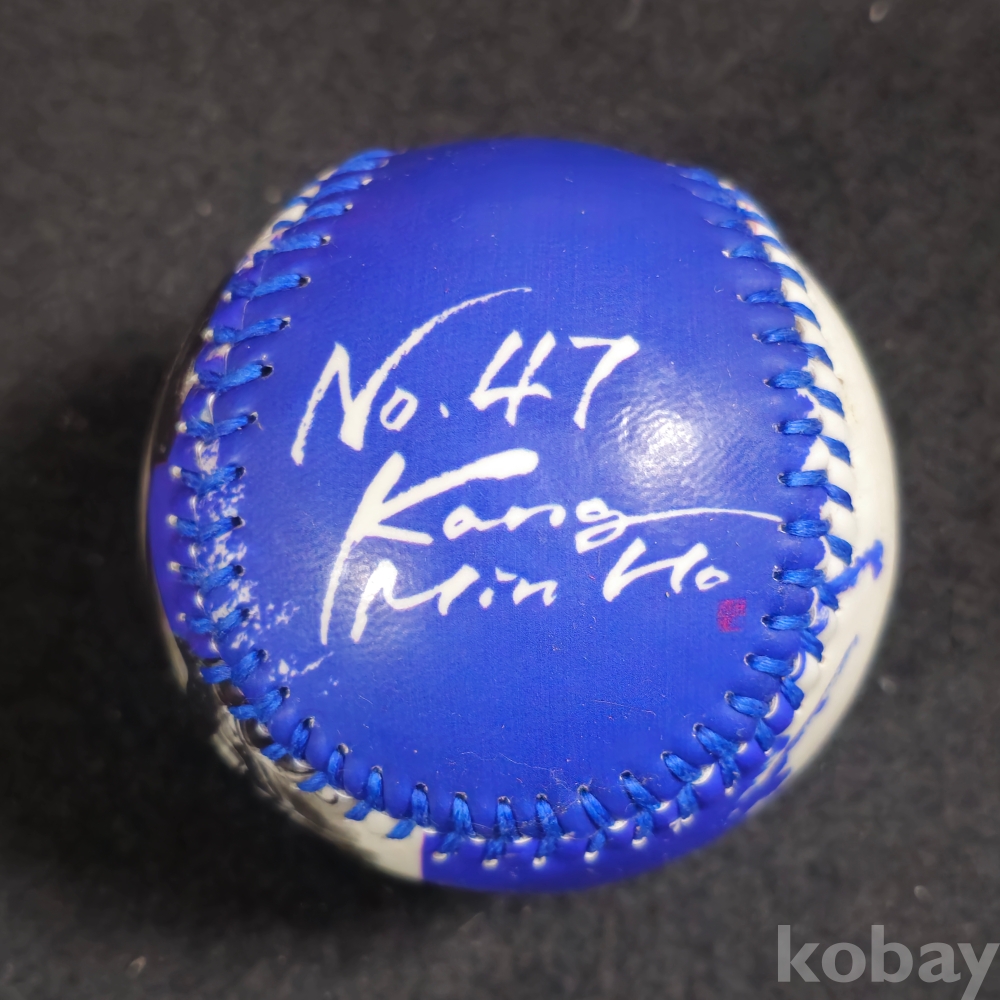 No. 47
Kang
Min Ho
kobay